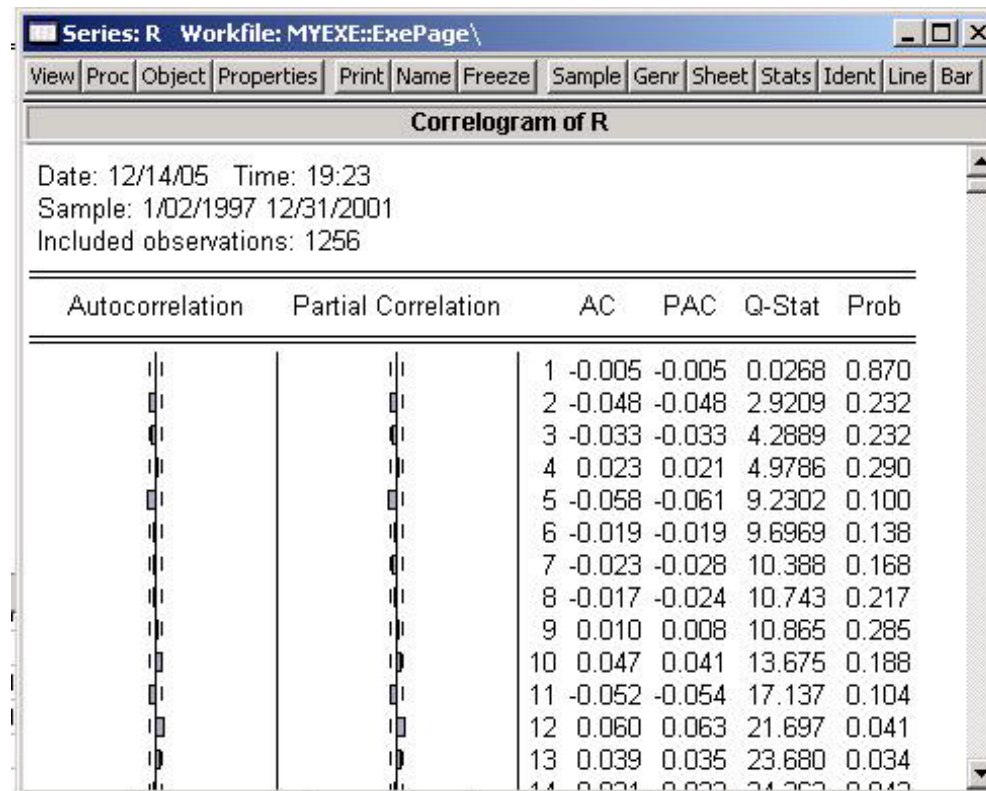 Series: R Workfile: MYEXE::ExePage\
View Proc Object Properties Print Name Freeze Sample Genr Sheet Stats Ident Line Bar
Correlogram of R
Date: 12/14/05 Time: 19:23
Sample: 1/02/1997 12/31/2001
Included observations: 1256
Autocorrelation Partial Correlation AC PAC Q-Stat Prob
1 -0.005 -0.005 0.0268 0.870
2 -0.048 -0.048 2.9209 0.232
3 -0.033 -0.033 4.2889 0.232
4 0.023 0.021 4.9786 0.290
5 -0.058 -0.061 9.2302 0.100
6 -0.019 -0.019 9.6969 0.138
7 -0.023 -0.028 10.388 0.168
8 -0.017 -0.024 10.743 0.217
9 0.010 0.008 10.865 0.285
10 0.047 0.041 13.675 0.188
11 -0.052 -0.054 17.137 0.104
12 0.060 0.063 21.697 0.041
13 0.039 0.035 23.680 0.034